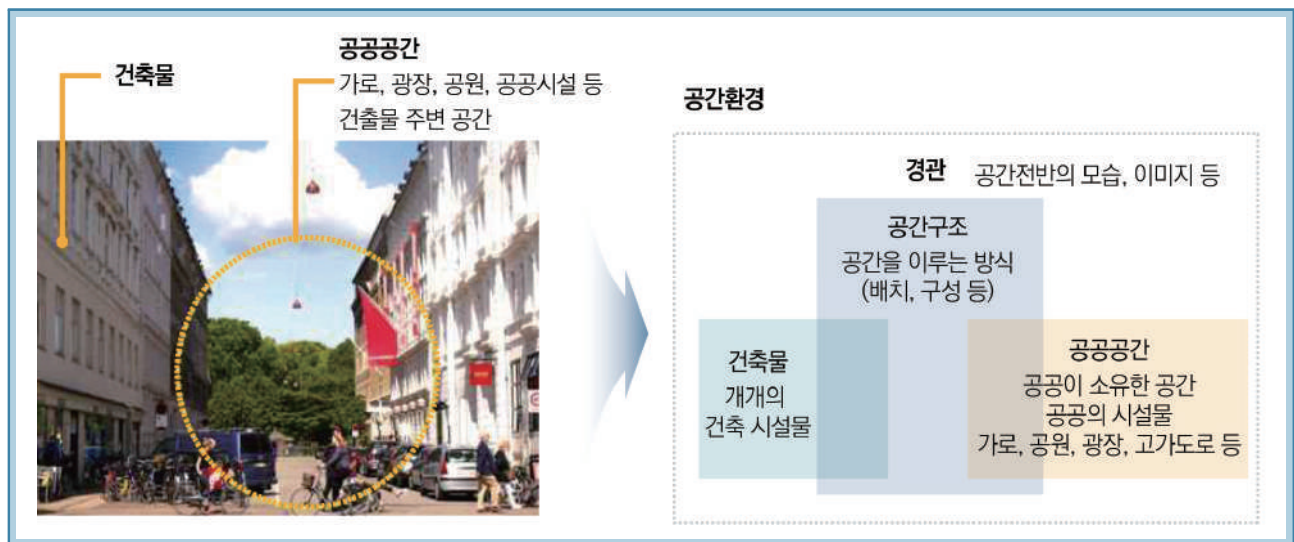 건축물
공공공간
가로, 광장, 공원, 공공시설 등
건출물 주변 공간
공간환경
경관 공간전반의 모습, 이미지 등
공간구조
공간을 이루는 방식
(배치, 구성 등)
건축물
개개의
건축 시설물
공공공간
공공이 소유한 공간
공공의 시설물
가로, 공원, 광장, 고가도로 등